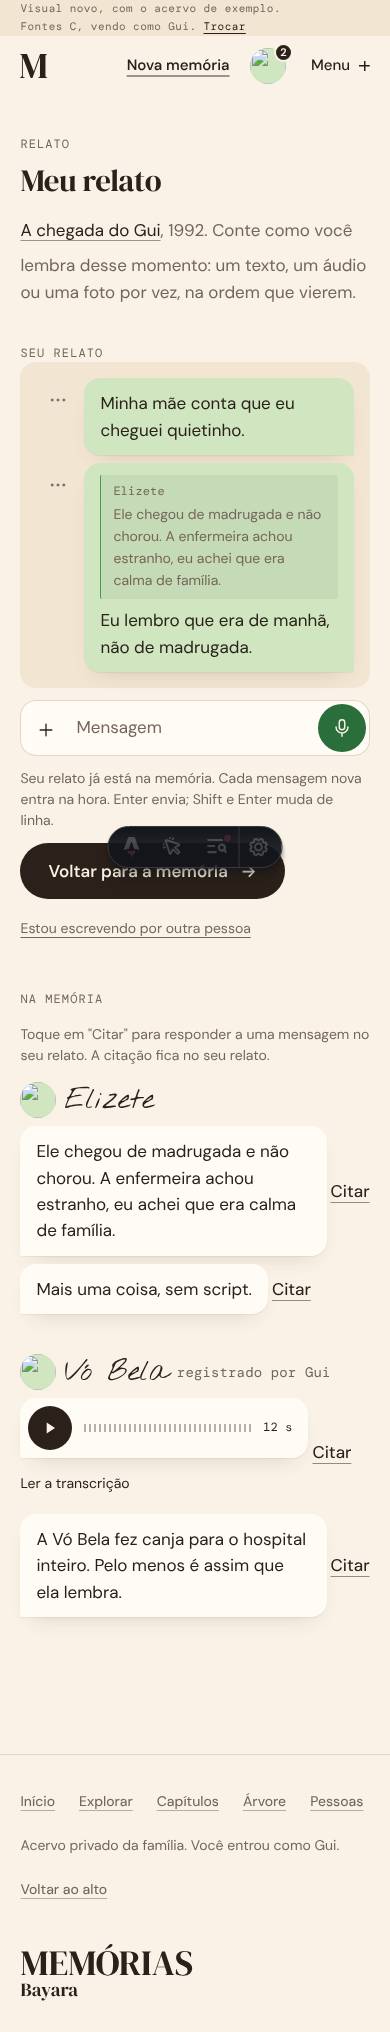 Visual novo, com o acervo de exemplo.
Fontes C, vendo como Gui. Trocar
M Nova memória 2 Menu +
RELATO
Meu relato
A chegada do Gui, 1992. Conte como você
lembra desse momento: um texto, um áudio
ou uma foto por vez, na ordem que vierem.
SEU RELATO
Minha mãe conta que eu
cheguei quietinho.
Elizete
Ele chegou de madrugada e não
chorou. A enfermeira achou
estranho, eu achei que era
calma de família.
Eu lembro que era de manhã,
não de madrugada.
+ Mensagem
Seu relato já está na memória. Cada mensagem nova
entra na hora. Enter envia; Shift e Enter muda de
linha.
Voltar para a memória →
Estou escrevendo por outra pessoa
NA MEMÓRIA
Toque em "Citar" para responder a uma mensagem no
seu relato. A citação fica no seu relato.
Elizete
Ele chegou de madrugada e não
chorou. A enfermeira achou
estranho, eu achei que era calma
de família.
Citar
Mais uma coisa, sem script. Citar
Vó Bela registrado por Gui
12 s
Citar
Ler a transcrição
A Vó Bela fez canja para o hospital
inteiro. Pelo menos é assim que
ela lembra.
Citar
Início Explorar Capítulos Árvore Pessoas
Acervo privado da família. Você entrou como Gui.
Voltar ao alto
MEMÓRIAS
Bayara